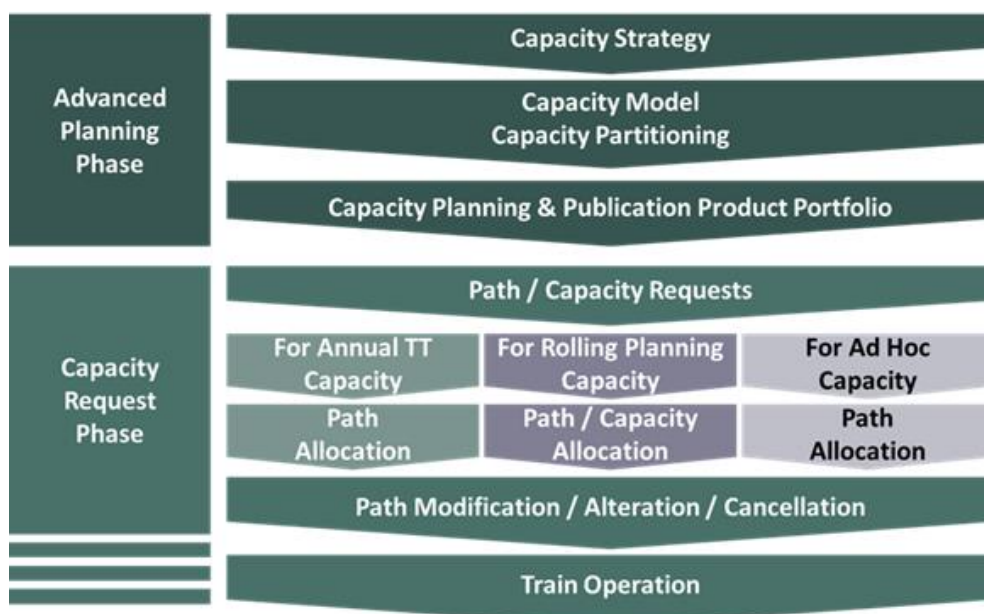 Advanced
Planning
Phase
Capacity Strategy
Capacity Model
Capacity Partitioning
Capacity Planning & Publication Product Portfolio
Capacity
Request
Phase
Path / Capacity Requests
For Annual TT
Capacity
For Rolling Planning
Capacity
For Ad Hoc
Capacity
Path
Allocation
Path / Capacity
Allocation
Path
Allocation
Path Modification / Alteration / Cancellation
Train Operation